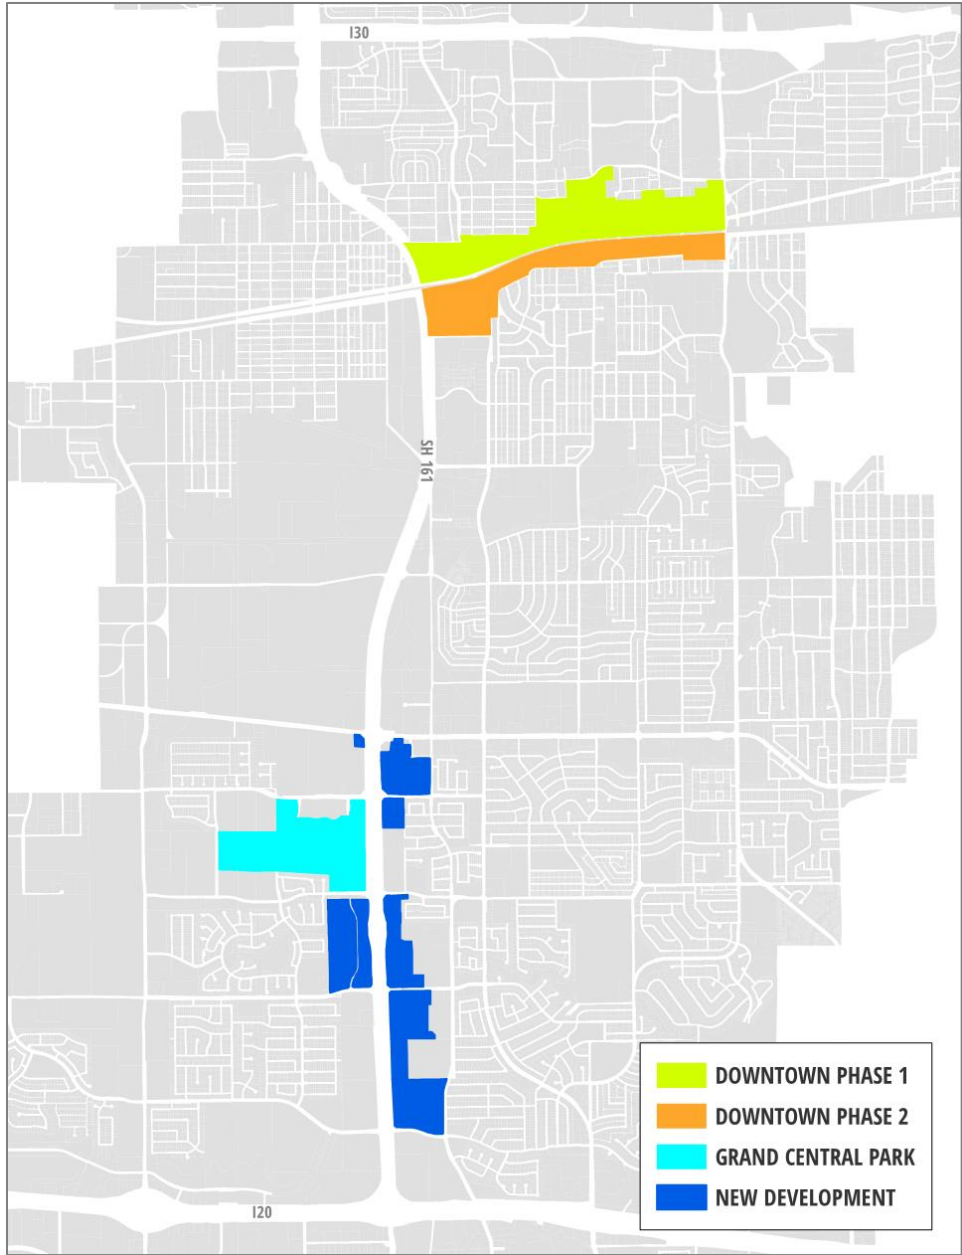 I30
SH 161
DOWNTOWN PHASE 1
DOWNTOWN PHASE 2
GRAND CENTRAL PARK
NEW DEVELOPMENT
I20